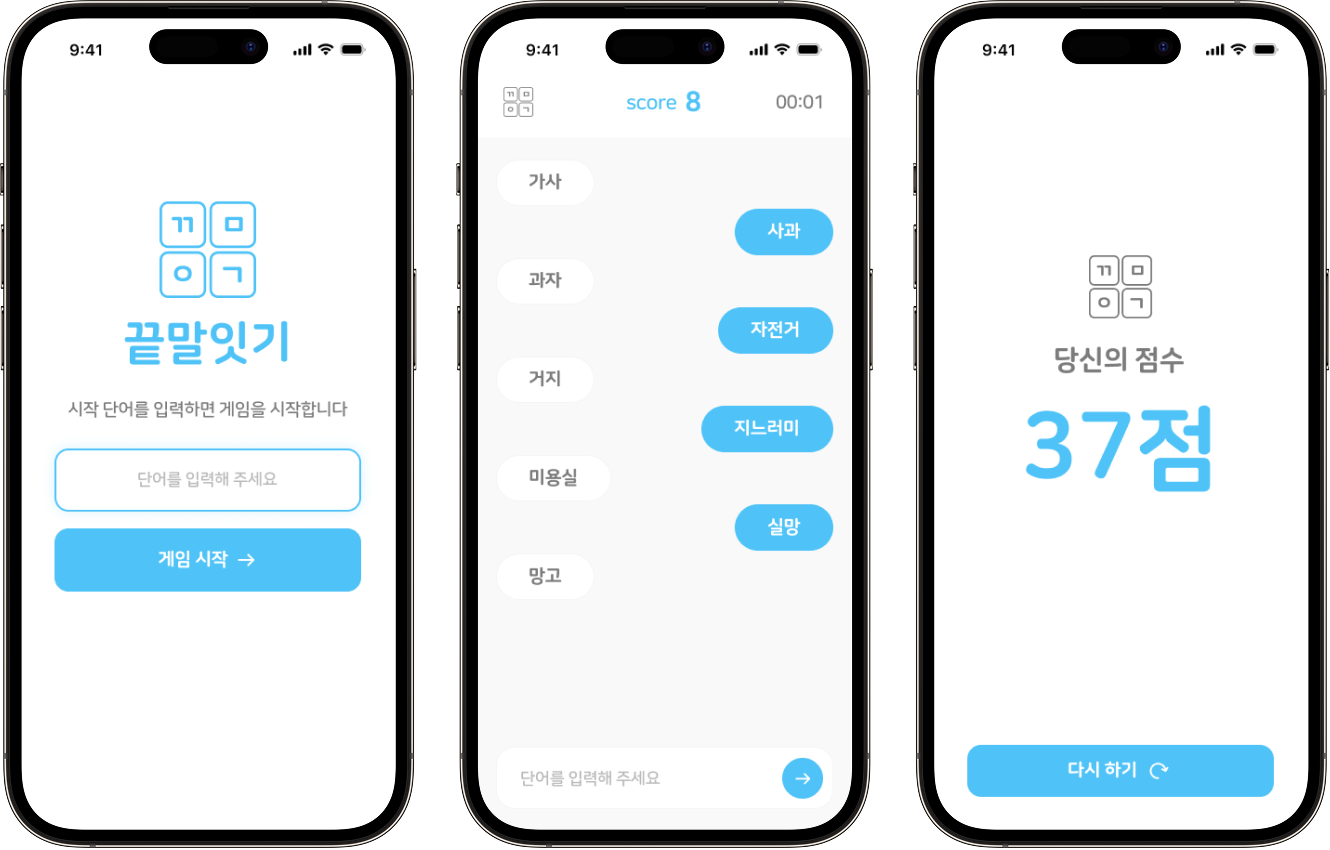 9:41
ㄲ ㅁ
ㅇ ㄱ
끝말잇기
시작 단어를 입력하면 게임을 시작합니다
단어를 입력해 주세요
게임 시작 →
9:41
ㄲ ㅁ
ㅇ ㄱ
score 8
00:01
가사
사과
과자
자전거
거지
지느러미
미용실
실망
망고
단어를 입력해 주세요
→
9:41
ㄲ ㅁ
ㅇ ㄱ
당신의 점수
37점
다시 하기